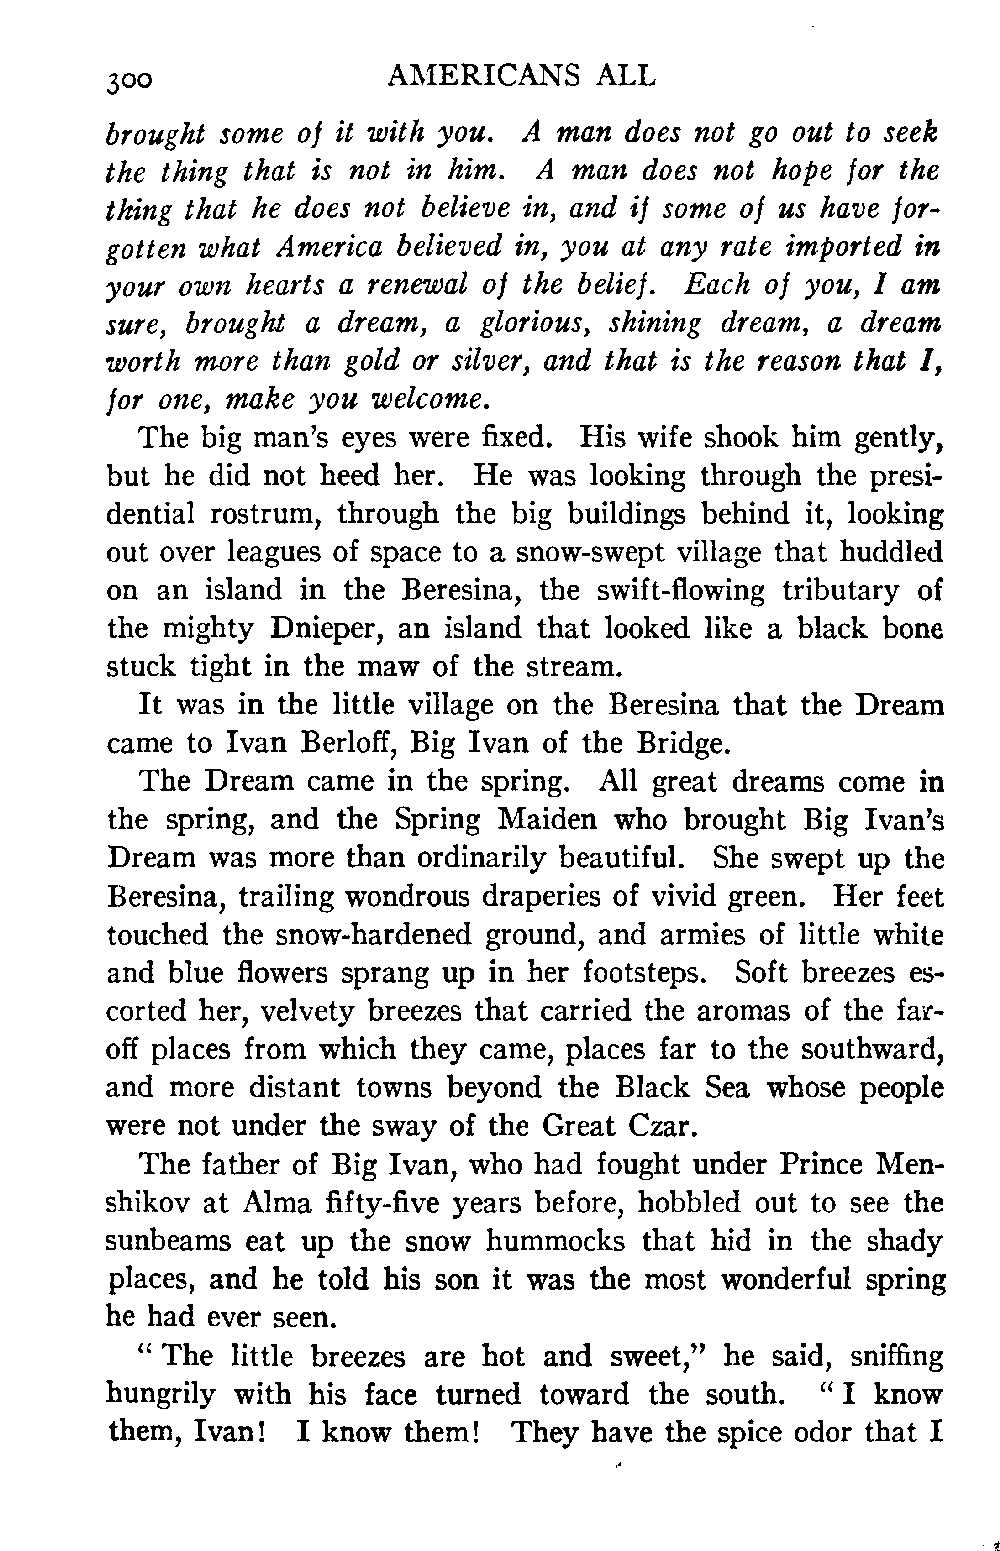 300 AMERICANS ALL
brought some of it with you. A man does not go out to seek
the thing that is not in him. A man does not hope for the
thing that he does not believe in, and if some of us have for-
gotten what America believed in, you at any rate imported in
your own hearts a renewal of the belief. Each of you, I am
sure, brought a dream, a glorious, shining dream, a dream
worth more than gold or silver, and that is the reason that I,
for one, make you welcome.
The big man's eyes were fixed. His wife shook him gently,
but he did not heed her. He was looking through the presi-
dential rostrum, through the big buildings behind it, looking
out over leagues of space to a snow-swept village that huddled
on an island in the Beresina, the swift-flowing tributary of
the mighty Dnieper, an island that looked like a black bone
stuck tight in the maw of the stream.
It was in the little village on the Beresina that the Dream
came to Ivan Berloff, Big Ivan of the Bridge.
The Dream came in the spring. All great dreams come in
the spring, and the Spring Maiden who brought Big Ivan's
Dream was more than ordinarily beautiful. She swept up the
Beresina, trailing wondrous draperies of vivid green. Her feet
touched the snow-hardened ground, and armies of little white
and blue flowers sprang up in her footsteps. Soft breezes es-
corted her, velvety breezes that carried the aromas of the far-
off places from which they came, places far to the southward,
and more distant towns beyond the Black Sea whose people
were not under the sway of the Great Czar.
The father of Big Ivan, who had fought under Prince Men-
shikov at Alma fifty-five years before, hobbled out to see the
sunbeams eat up the snow hummocks that hid in the shady
places, and he told his son it was the most wonderful spring
he had ever seen.
"The little breezes are hot and sweet," he said, sniffing
hungrily with his face turned toward the south. "I know
them, Ivan! I know them! They have the spice odor that I